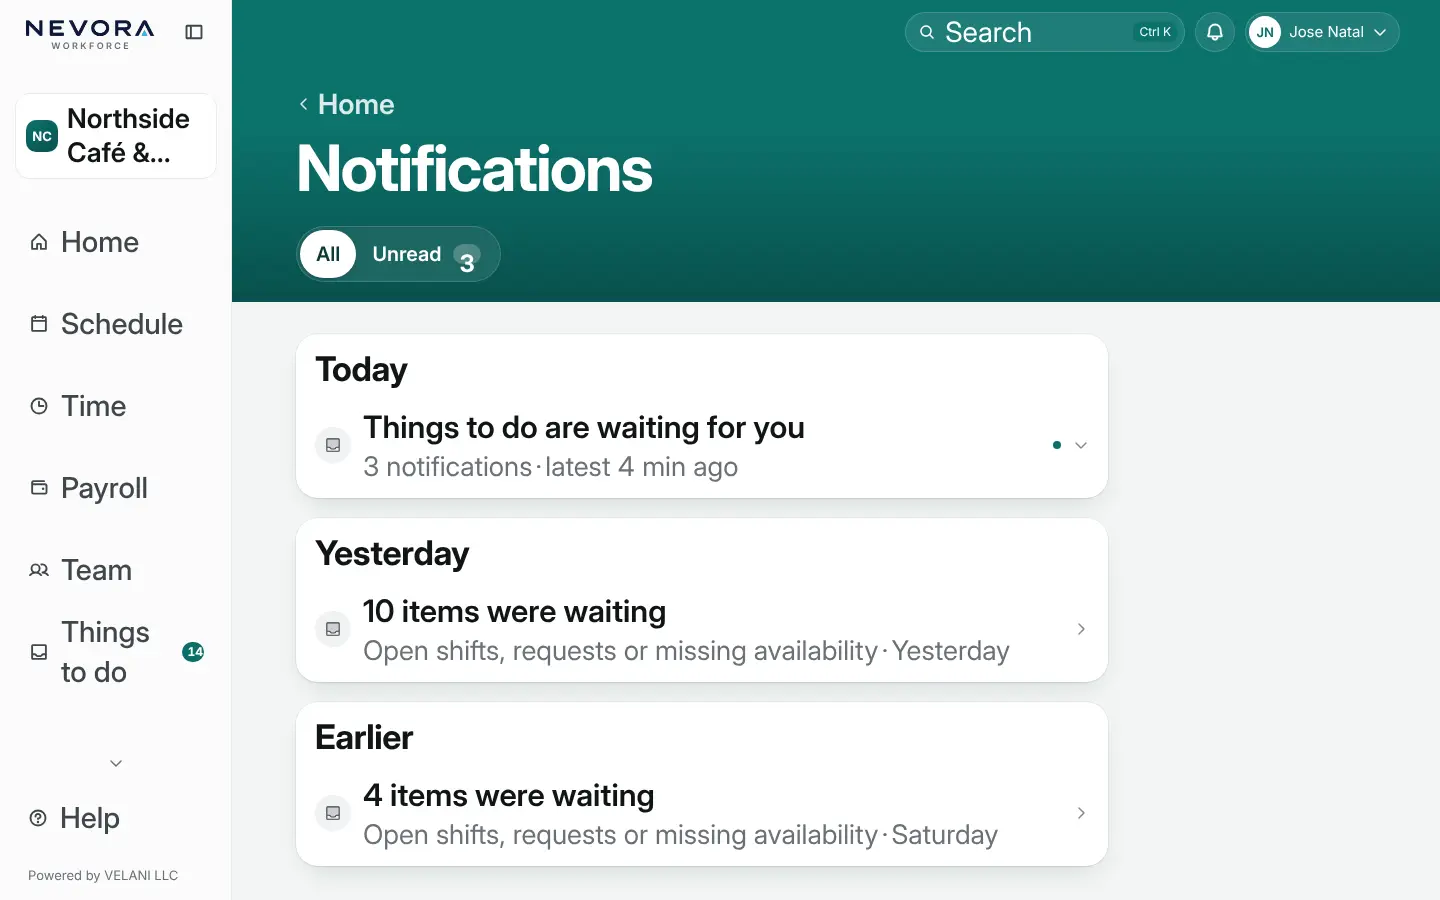 NEVORA
WORKFORCE
Search
Ctrl K
JN
Jose Natal
NC
Northside
Café &...
Home
Schedule
Time
Payroll
Team
Things
to do
14
Help
Powered by VELANI LLC
Home
Notifications
All
Unread
3
Today
Things to do are waiting for you
3 notifications · latest 4 min ago
Yesterday
10 items were waiting
Open shifts, requests or missing availability · Yesterday
Earlier
4 items were waiting
Open shifts, requests or missing availability · Saturday